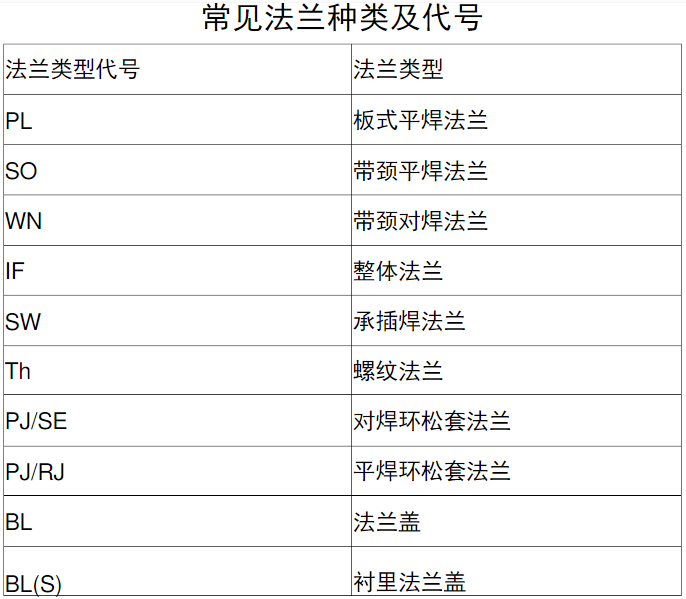 常见法兰种类及代号
法兰类型代号 法兰类型
PL 板式平焊法兰
SO 带颈平焊法兰
WN 带颈对焊法兰
IF 整体法兰
SW 承插焊法兰
Th 螺纹法兰
PJ/SE 对焊环松套法兰
PJ/RJ 平焊环松套法兰
BL 法兰盖
BL(S) 衬里法兰盖